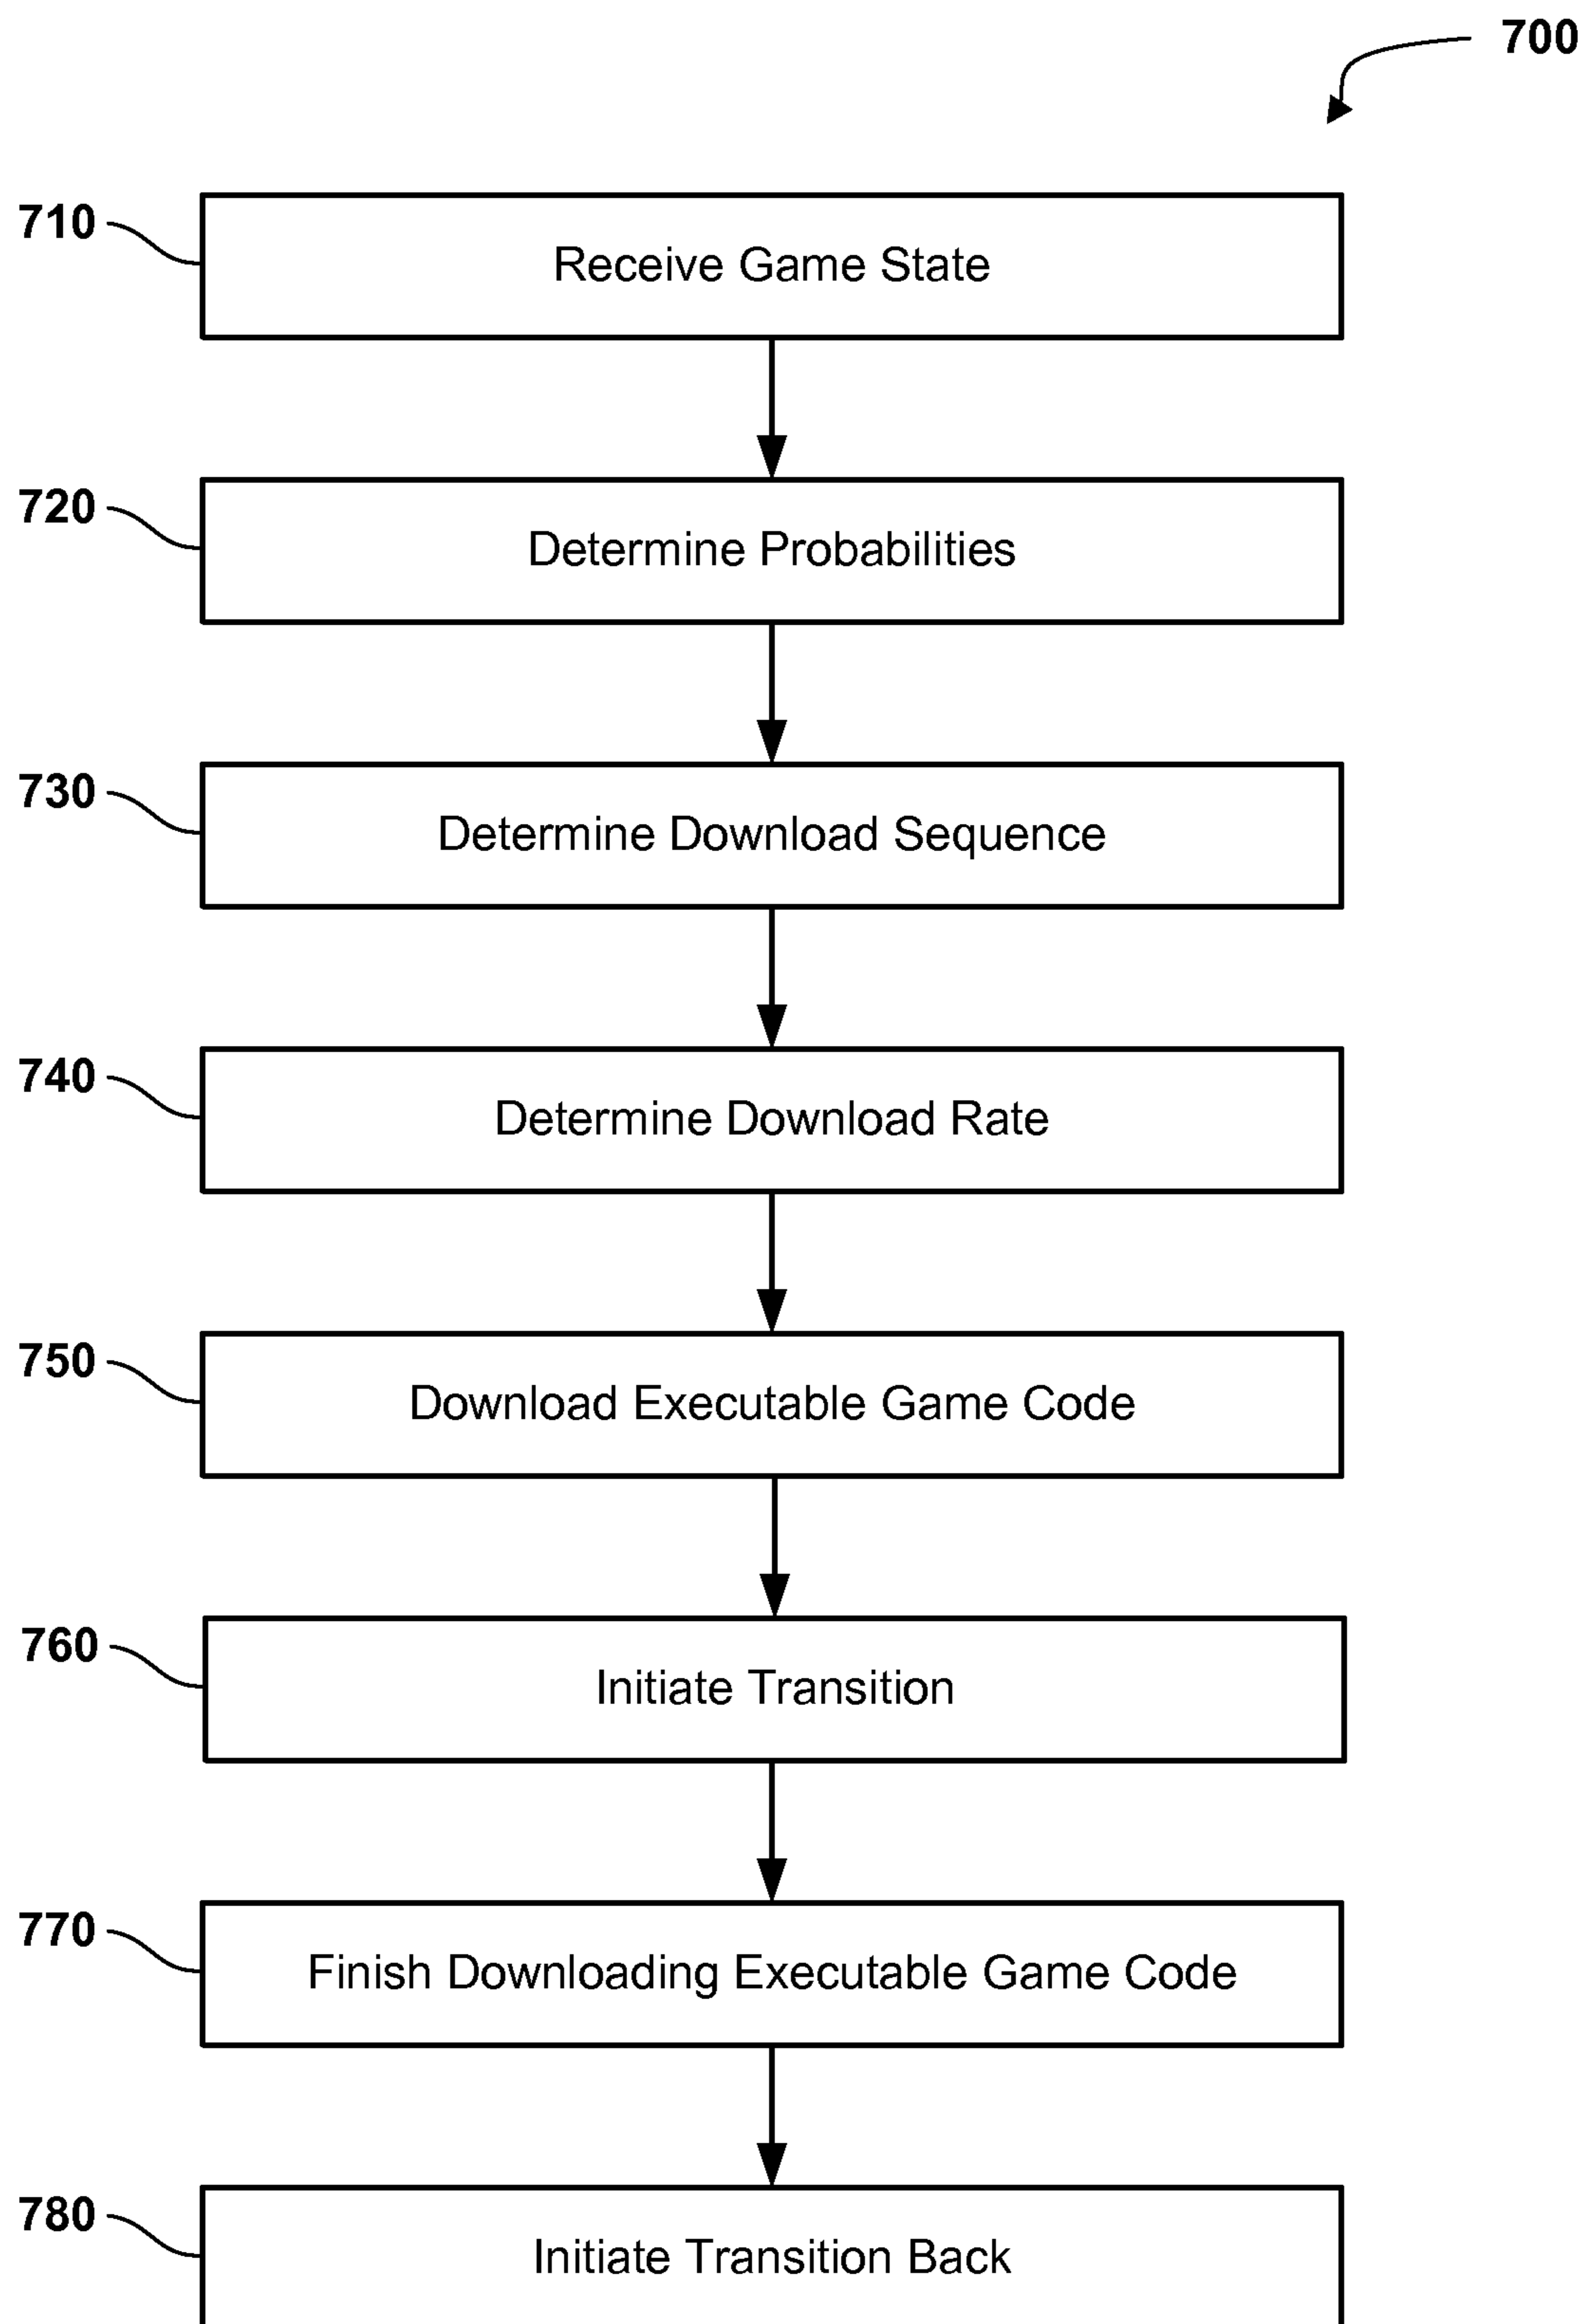 700
710
Receive Game State
720
Determine Probabilities
730
Determine Download Sequence
740
Determine Download Rate
750
Download Executable Game Code
760
Initiate Transition
770
Finish Downloading Executable Game Code
780
Initiate Transition Back